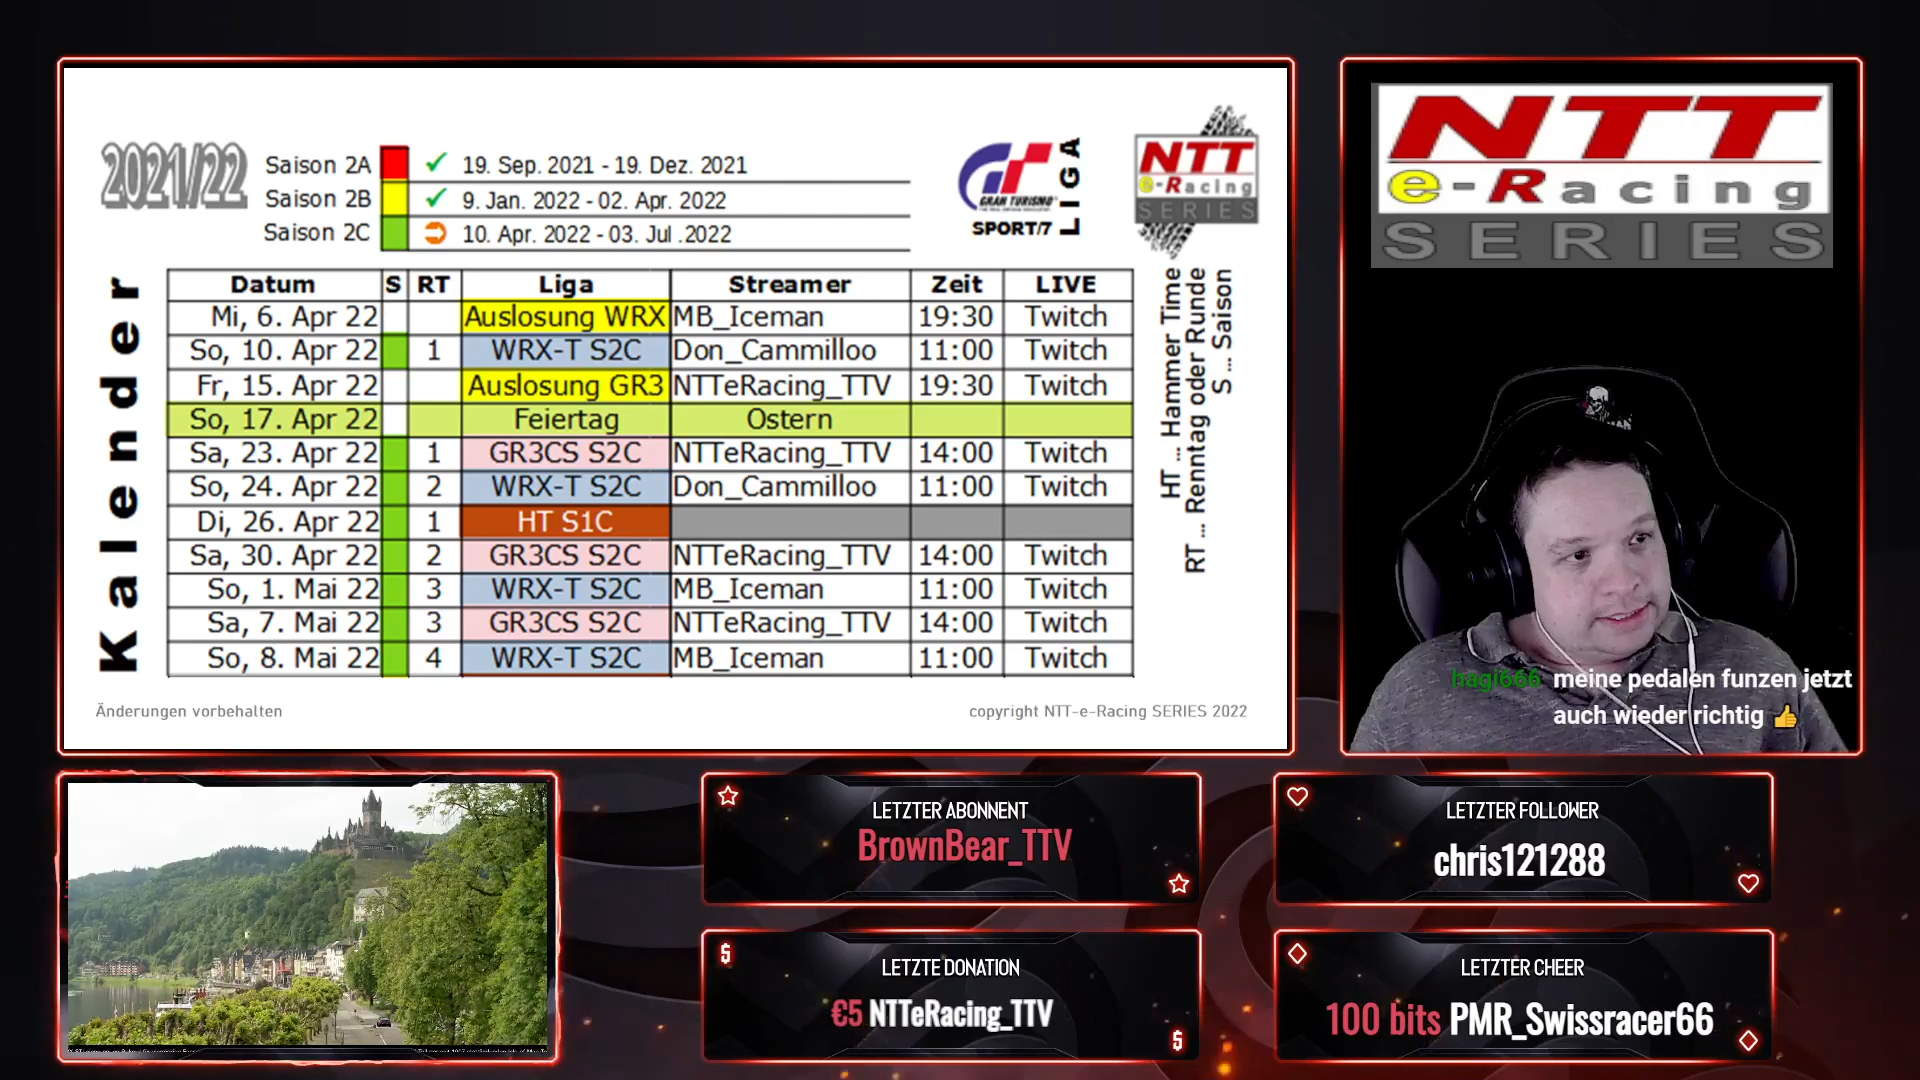 2021/22
Saison 2A 19. Sep. 2021 - 19. Dez. 2021
Saison 2B 9. Jan. 2022 - 02. Apr. 2022
Saison 2C 10. Apr. 2022 - 03. Jul .2022
GRAN TURISMO
SPORT/7
LIGA
NTT
e-Racing
SERIES
Kalender
Datum S RT Liga Streamer Zeit LIVE
Mi, 6. Apr 22 Auslosung WRX MB_Iceman 19:30 Twitch
So, 10. Apr 22 1 WRX-T S2C Don_Cammilloo 11:00 Twitch
Fr, 15. Apr 22 Auslosung GR3 NTTeRacing_TTV 19:30 Twitch
So, 17. Apr 22 Feiertag Ostern
Sa, 23. Apr 22 1 GR3CS S2C NTTeRacing_TTV 14:00 Twitch
So, 24. Apr 22 2 WRX-T S2C Don_Cammilloo 11:00 Twitch
Di, 26. Apr 22 1 HT S1C
Sa, 30. Apr 22 2 GR3CS S2C NTTeRacing_TTV 14:00 Twitch
So, 1. Mai 22 3 WRX-T S2C MB_Iceman 11:00 Twitch
Sa, 7. Mai 22 3 GR3CS S2C NTTeRacing_TTV 14:00 Twitch
So, 8. Mai 22 4 WRX-T S2C MB_Iceman 11:00 Twitch
HT ... Hammer Time
RT ... Renntag oder Runde
S ... Saison
Änderungen vorbehalten
copyright NTT-e-Racing SERIES 2022
NTT
e-Racing
SERIES
hagi666 meine pedalen funzen jetzt
auch wieder richtig 👍
LETZTER ABONNENT
BrownBear_TTV
LETZTER FOLLOWER
chris121288
LETZTE DONATION
€5 NTTeRacing_TTV
LETZTER CHEER
100 bits PMR_Swissracer66